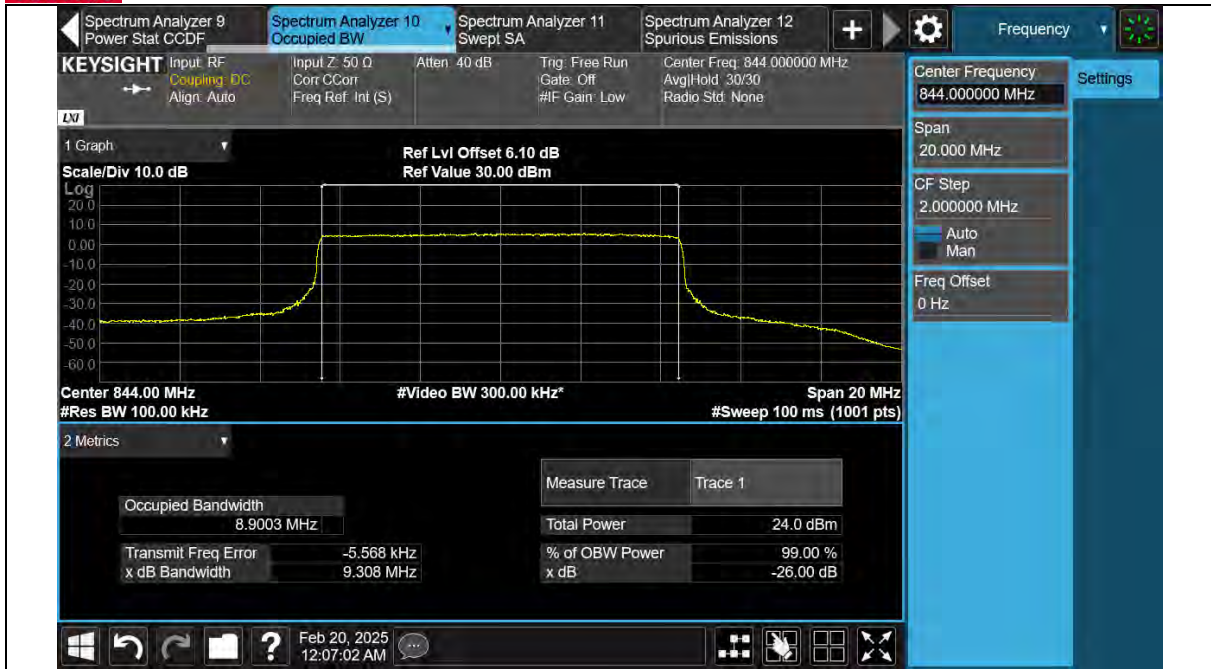 Spectrum Analyzer 9
Power Stat CCDF
Spectrum Analyzer 10
Occupied BW
Spectrum Analyzer 11
Swept SA
Spectrum Analyzer 12
Spurious Emissions
+
Frequency
KEYSIGHT
LXI
Input: RF
Coupling: DC
Align: Auto
Input Z: 50 Ω
Corr CCorr
Freq Ref: Int (S)
Atten: 40 dB
Trig: Free Run
Gate: Off
#IF Gain: Low
Center Freq: 844.000000 MHz
Avg|Hold: 30/30
Radio Std: None
Center Frequency
844.000000 MHz
Settings
Span
20.000 MHz
CF Step
2.000000 MHz
Auto
Man
Freq Offset
0 Hz
1 Graph
Scale/Div 10.0 dB
Ref Lvl Offset 6.10 dB
Ref Value 30.00 dBm
Log
20.0
10.0
0.00
-10.0
-20.0
-30.0
-40.0
-50.0
-60.0
Center 844.00 MHz
#Video BW 300.00 kHz*
Span 20 MHz
#Res BW 100.00 kHz
#Sweep 100 ms (1001 pts)
2 Metrics
Measure Trace Trace 1
Occupied Bandwidth
8.9003 MHz
Total Power 24.0 dBm
Transmit Freq Error -5.568 kHz
% of OBW Power 99.00 %
x dB Bandwidth 9.308 MHz
x dB -26.00 dB
?
Feb 20, 2025
12:07:02 AM